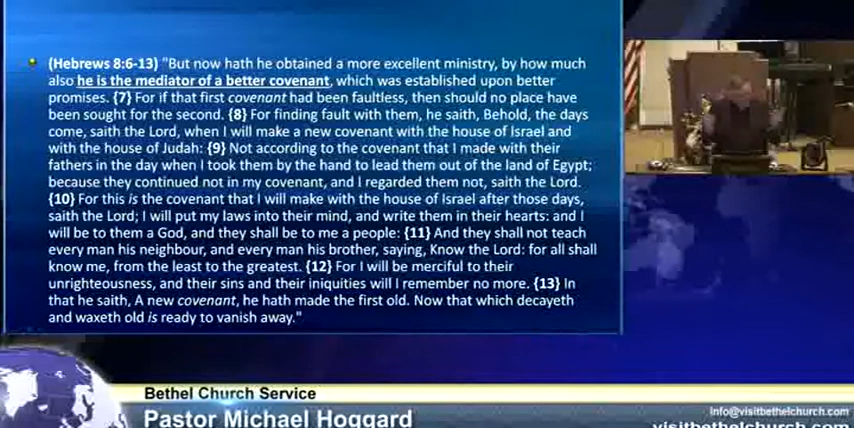 (Hebrews 8:6-13) "But now hath he obtained a more excellent ministry, by how much
also he is the mediator of a better covenant, which was established upon better
promises. {7} For if that first covenant had been faultless, then should no place have
been sought for the second. {8} For finding fault with them, he saith, Behold, the days
come, saith the Lord, when I will make a new covenant with the house of Israel and
with the house of Judah: {9} Not according to the covenant that I made with their
fathers in the day when I took them by the hand to lead them out of the land of Egypt;
because they continued not in my covenant, and I regarded them not, saith the Lord.
{10} For this is the covenant that I will make with the house of Israel after those days,
saith the Lord; I will put my laws into their mind, and write them in their hearts: and I
will be to them a God, and they shall be to me a people: {11} And they shall not teach
every man his neighbour, and every man his brother, saying, Know the Lord: for all shall
know me, from the least to the greatest. {12} For I will be merciful to their
unrighteousness, and their sins and their iniquities will I remember no more. {13} In
that he saith, A new covenant, he hath made the first old. Now that which decayeth
and waxeth old is ready to vanish away."
Bethel Church Service
Pastor Michael Hoggard
Info@visitbethelchurch.com
visitbethelchurch.com